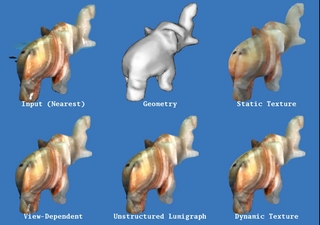 Input (Nearest)
Geometry
Static Texture
View-Dependent
Unstructured Lumigraph
Dynamic Texture